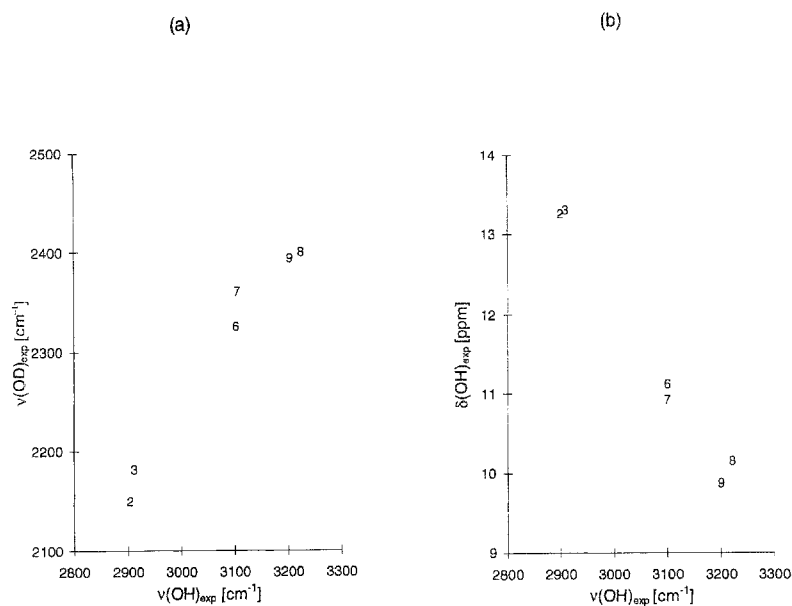 (a)
2500
2400
2300
2200
2100
ν(OD)exp [cm⁻¹]
8
9
7
6
3
2
2800 2900 3000 3100 3200 3300
ν(OH)exp [cm⁻¹]
(b)
14
13
12
11
10
9
δ(OH)exp [ppm]
2 3
6
7
8
9
2800 2900 3000 3100 3200 3300
ν(OH)exp [cm⁻¹]